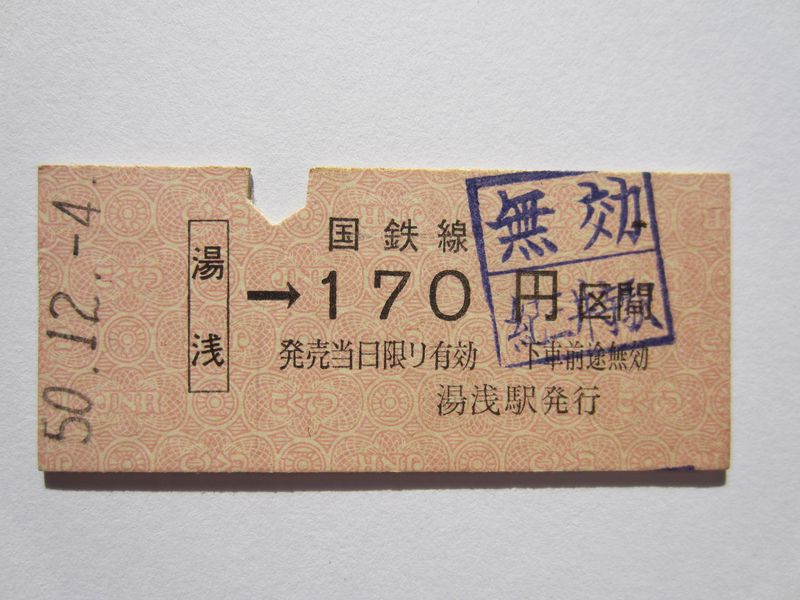 50.12.-4.
湯浅
国鉄線
→170円区間
発売当日限リ有効 下車前途無効
湯浅駅発行
無効